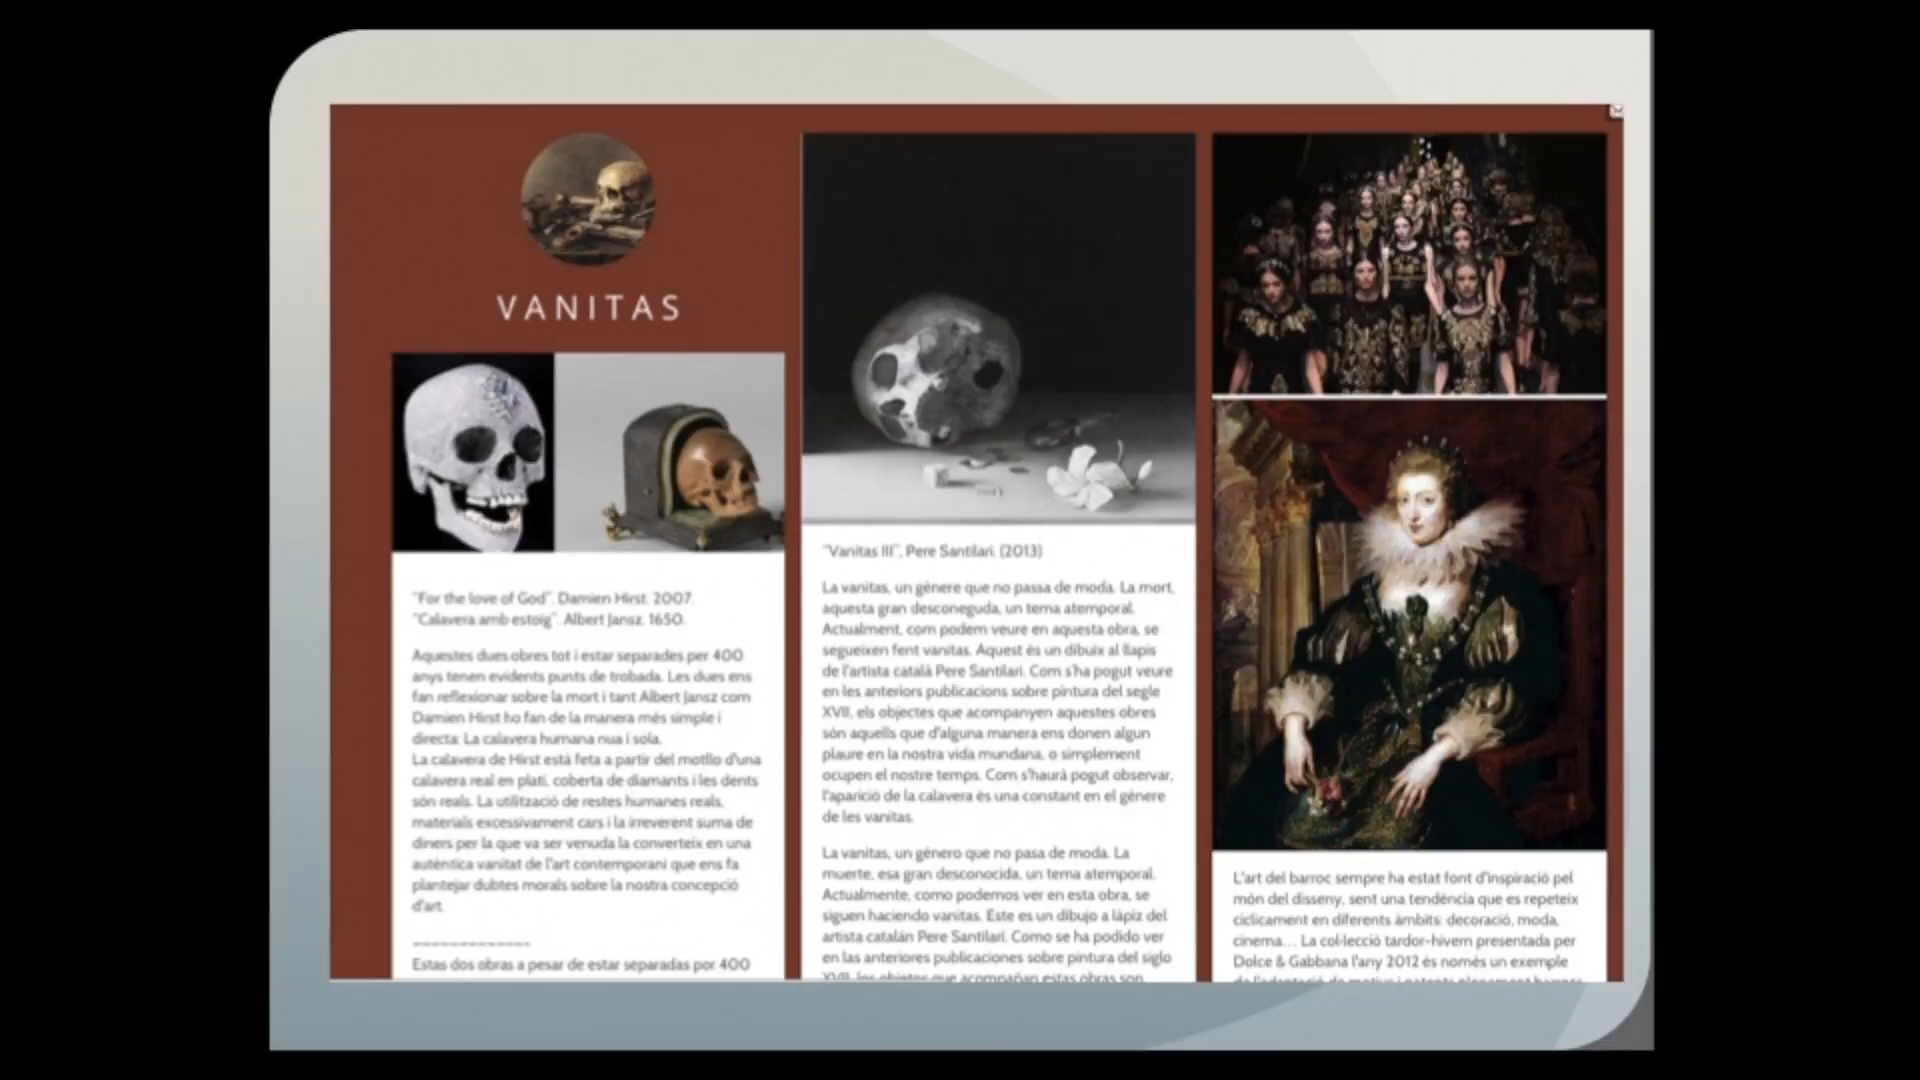 VANITAS
"For the love of God". Damien Hirst. 2007.
"Calavera amb estoig". Albert Jansz. 1650.
Aquestes dues obres tot i estar separades per 400
anys tenen evidents punts de trobada. Les dues ens
fan reflexionar sobre la mort i tant Albert Jansz com
Damien Hirst ho fan de la manera més simple i
directa: La calavera humana nua i sola,
La calavera de Hirst està feta a partir del motllo d'una
calavera real en platí, coberta de diamants i les dents
són reals. La utilització de restes humanes reals,
materials excessivament cars i la irreverent suma de
diners per la que va ser venuda la converteix en una
autèntica vanitat de l'art contemporani que ens fa
plantejar dubtes morals sobre la nostra concepció
d'art.
--------------
Estas dos obras a pesar de estar separadas por 400
"Vanitas III", Pere Santilari. (2013)
La vanitas, un gènere que no passa de moda. La mort,
aquesta gran desconeguda, un tema atemporal.
Actualment, com podem veure en aquesta obra, se
segueixen fent vanitas. Aquest és un dibuix al llapis
de l'artista català Pere Santilari. Com s'ha pogut veure
en les anteriors publicacions sobre pintura del segle
XVII, els objectes que acompanyen aquestes obres
són aquells que d'alguna manera ens donen algun
plaure en la nostra vida mundana, o simplement
ocupen el nostre temps. Com s'haurà pogut observar,
l'aparició de la calavera és una constant en el gènere
de les vanitas.
La vanitas, un género que no pasa de moda. La
muerte, esa gran desconocida, un tema atemporal.
Actualmente, como podemos ver en esta obra, se
siguen haciendo vanitas. Este es un dibujo a lápiz del
artista catalán Pere Santilari. Como se ha podido ver
en las anteriores publicaciones sobre pintura del siglo
XVII, los objetos que acompañan estas obras son
L'art del barroc sempre ha estat font d'inspiració pel
món del disseny, sent una tendència que es repeteix
cíclicament en diferents àmbits: decoració, moda,
cinema... La col·lecció tardor-hivern presentada per
Dolce & Gabbana l'any 2012 és només un exemple